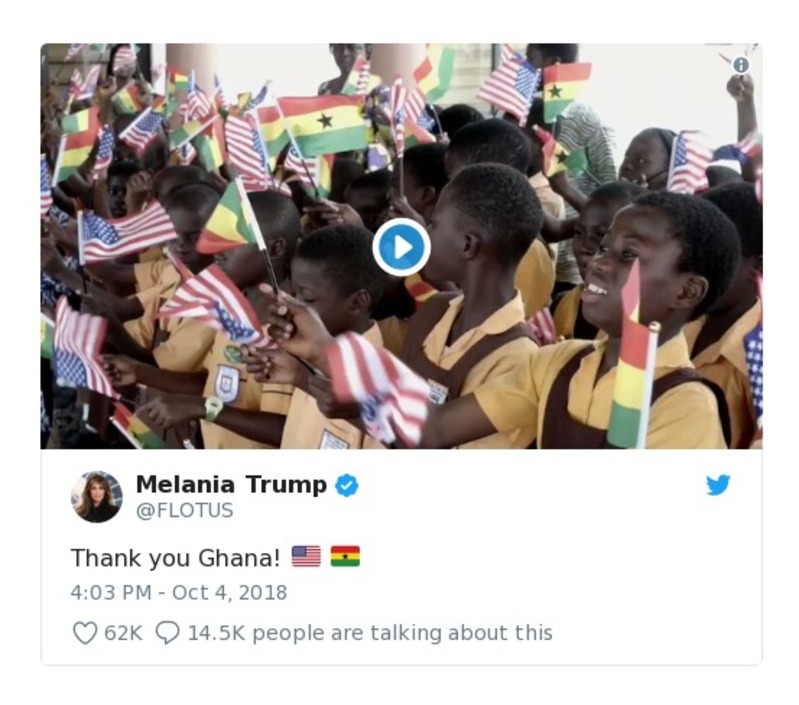 Melania Trump
@FLOTUS
Thank you Ghana! 🇺🇸 🇬🇭
4:03 PM - Oct 4, 2018
62K 14.5K people are talking about this